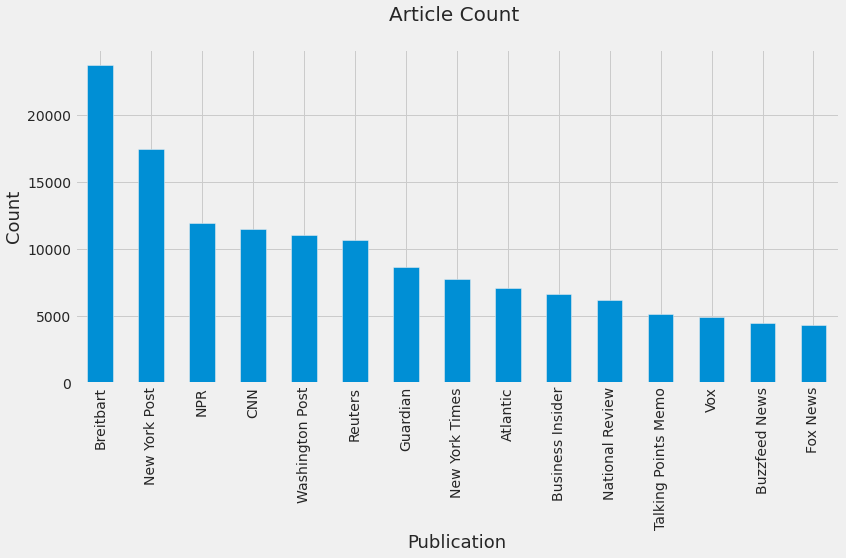 Article Count
Count
20000
15000
10000
5000
0
Breitbart
New York Post
NPR
CNN
Washington Post
Reuters
Guardian
New York Times
Atlantic
Business Insider
National Review
Talking Points Memo
Vox
Buzzfeed News
Fox News
Publication